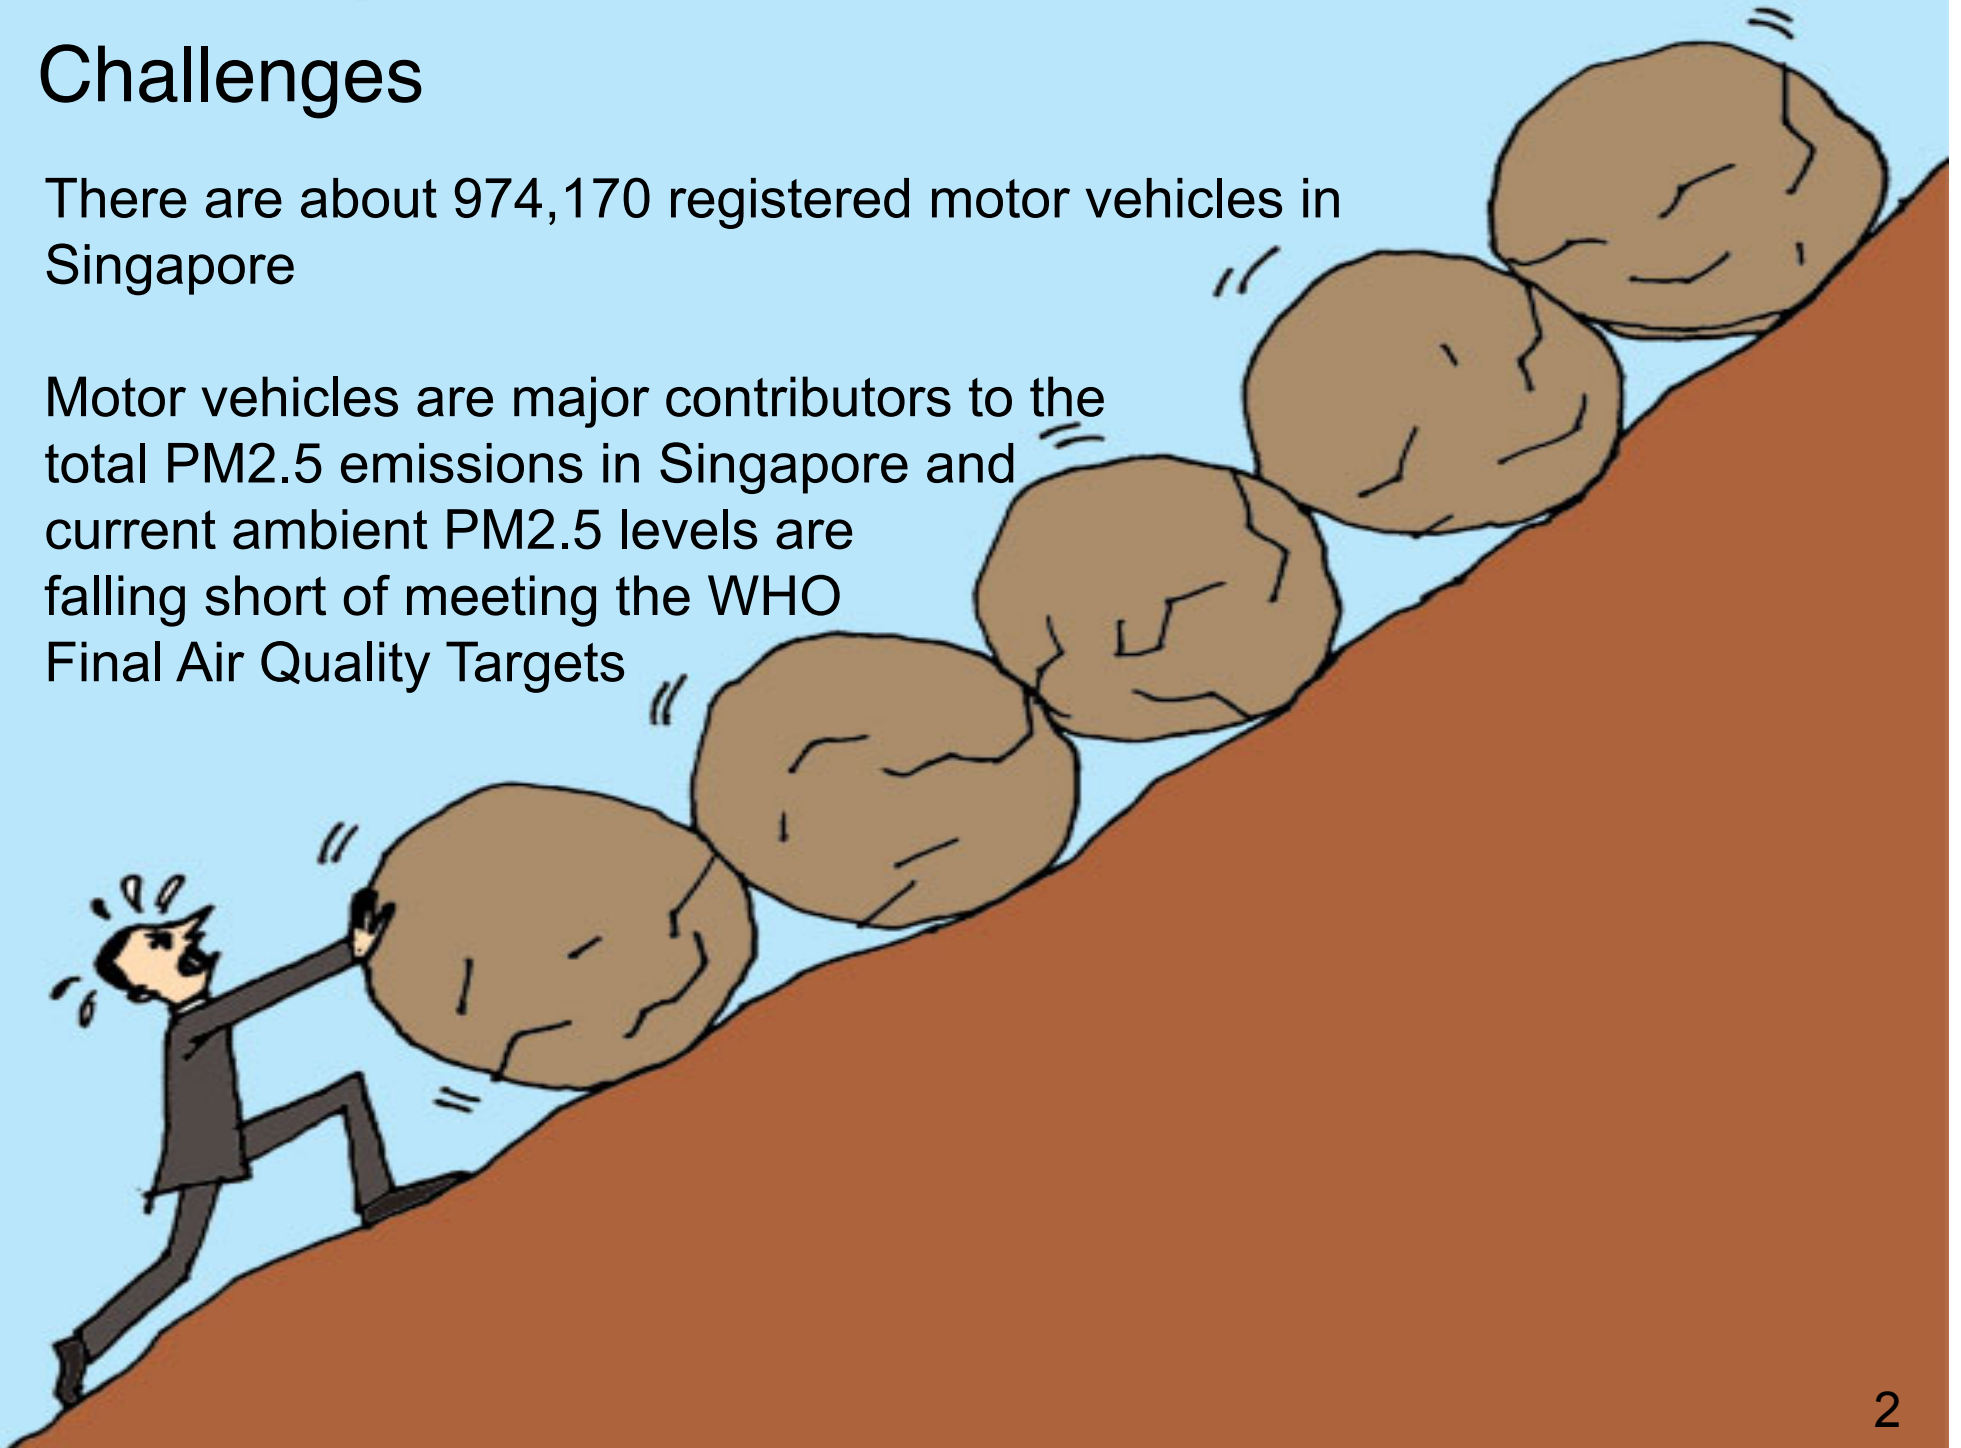 Challenges
There are about 974,170 registered motor vehicles in
Singapore
Motor vehicles are major contributors to the
total PM2.5 emissions in Singapore and
current ambient PM2.5 levels are
falling short of meeting the WHO
Final Air Quality Targets
2